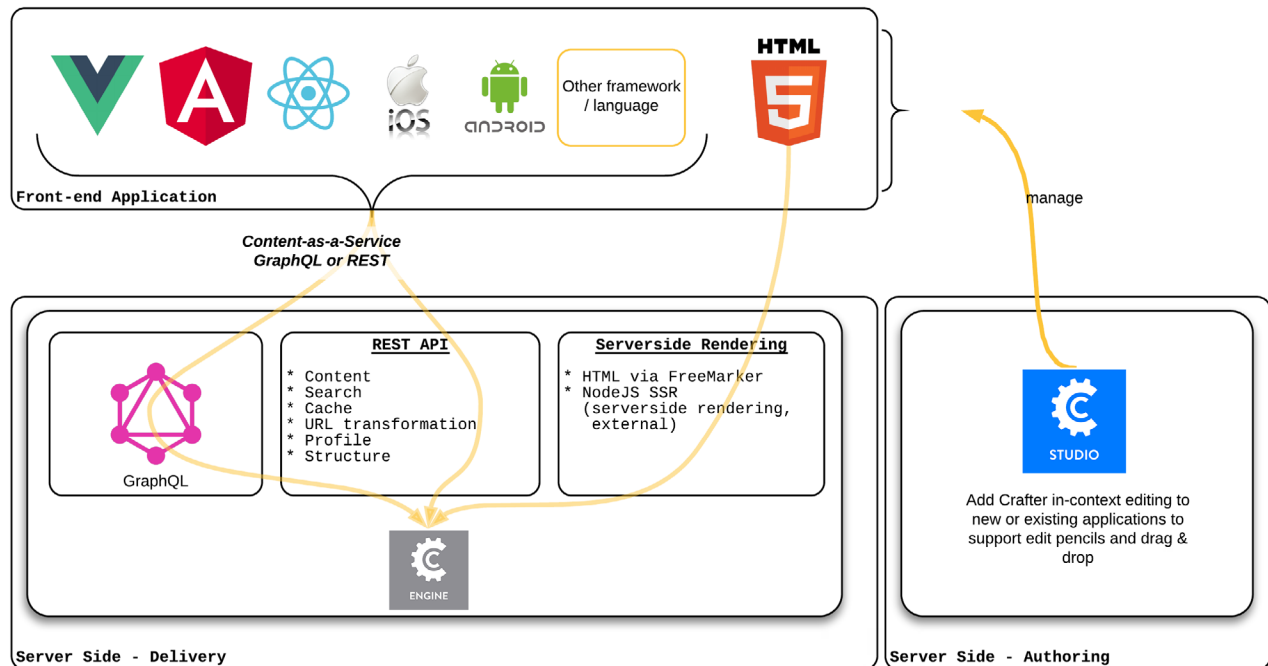 HTML
Other framework
/ language
iOS
ANDROID
Front-end Application
manage
Content-as-a-Service
GraphQL or REST
GraphQL
REST API
* Content
* Search
* Cache
* URL transformation
* Profile
* Structure
Serverside Rendering
* HTML via FreeMarker
* NodeJS SSR
(serverside rendering,
external)
C
ENGINE
Server Side - Delivery
C
STUDIO
Add Crafter in-context editing to
new or existing applications to
support edit pencils and drag &
drop
Server Side - Authoring